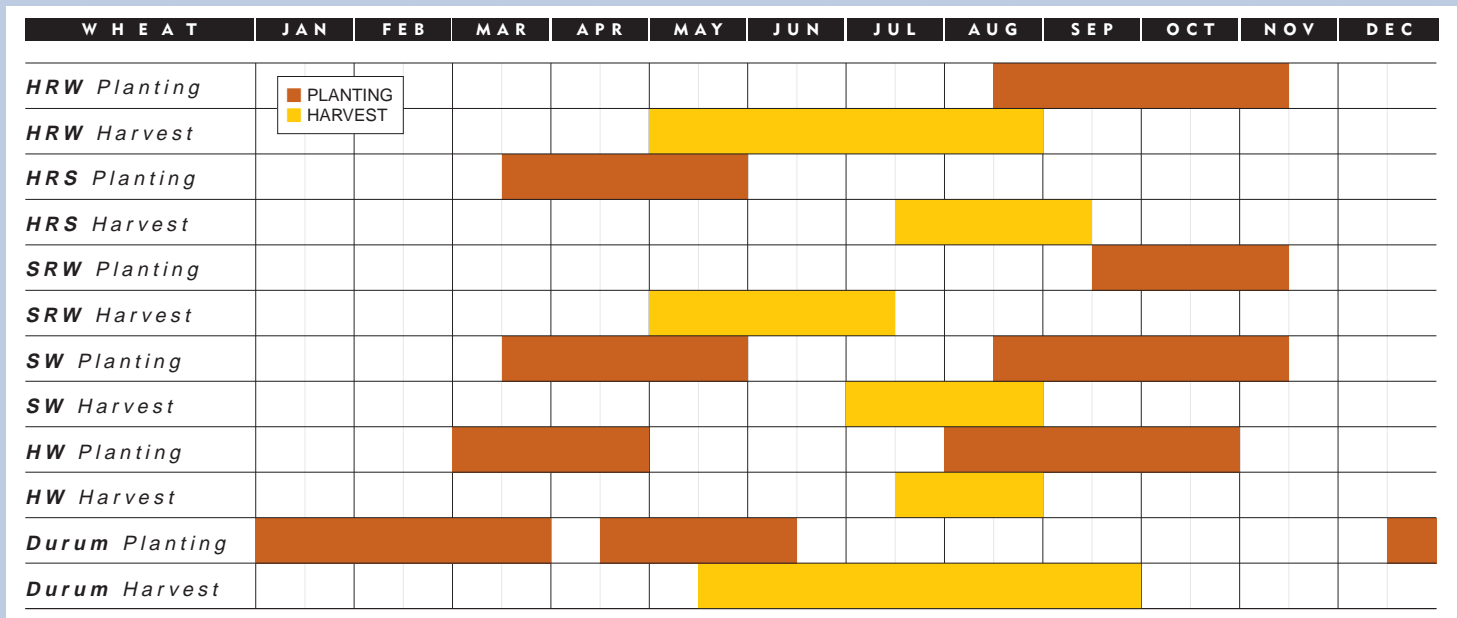 WHEAT JAN FEB MAR APR MAY JUN JUL AUG SEP OCT NOV DEC
HRW Planting
PLANTING
HARVEST
HRW Harvest
HRS Planting
HRS Harvest
SRW Planting
SRW Harvest
SW Planting
SW Harvest
HW Planting
HW Harvest
Durum Planting
Durum Harvest